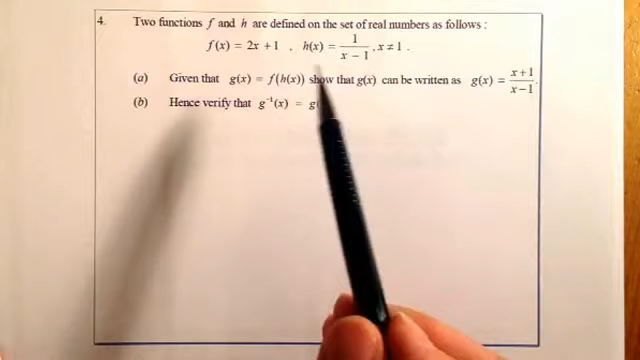 4. Two functions f and h are defined on the set of real numbers as follows :
f(x) = 2x + 1 , h(x) = 1/(x − 1) , x ≠ 1 .
(a) Given that g(x) = f(h(x)) show that g(x) can be written as g(x) = (x+1)/(x−1).
(b) Hence verify that g⁻¹(x) = g(